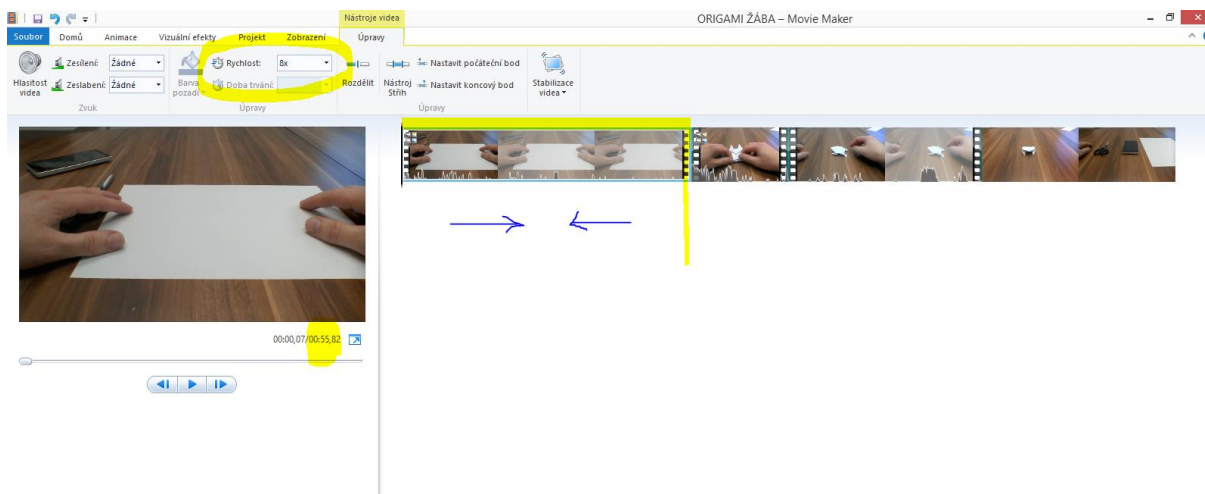 Nástroje videa
ORIGAMI ŽÁBA – Movie Maker
Soubor Domů Animace Vizuální efekty Projekt Zobrazení Úpravy
Hlasitost videa
Zesílení: Žádné
Zeslabení: Žádné
Zvuk
Barva pozadí
Rychlost: 8x
Doba trvání:
Úpravy
Rozdělit
Nástroj Střih
Nastavit počáteční bod
Nastavit koncový bod
Úpravy
Stabilizace videa
00:00,07/00:55,82